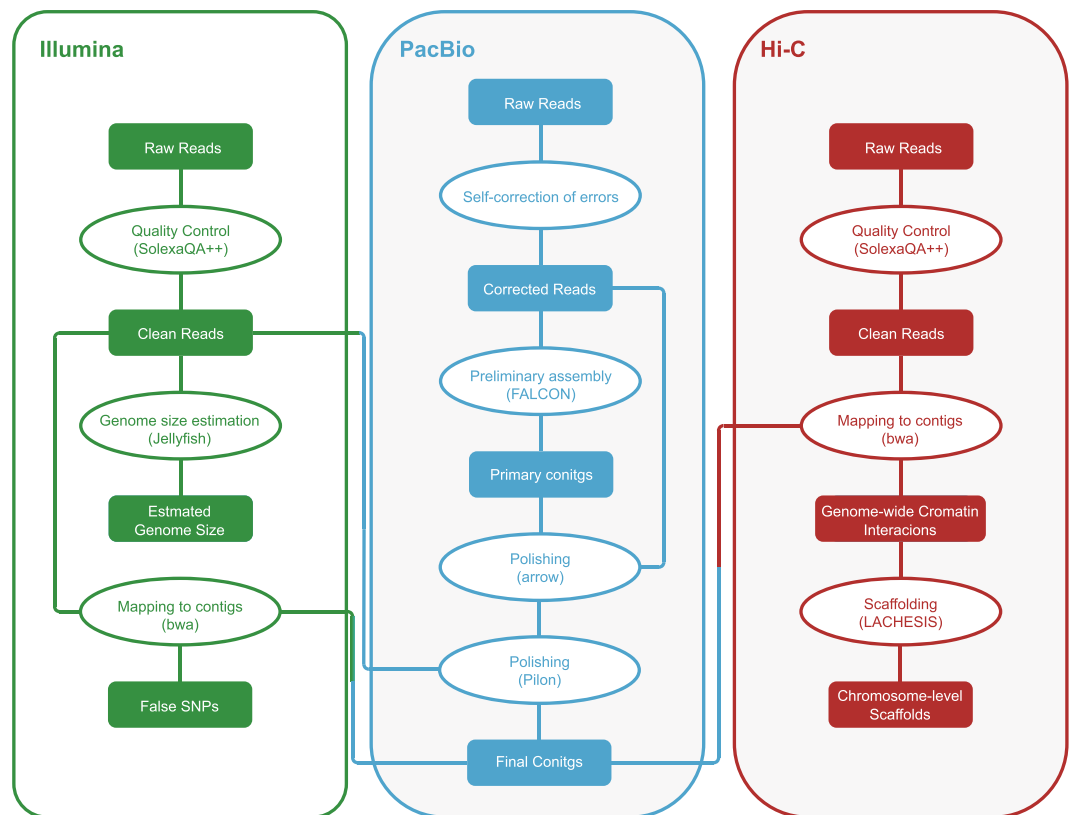 Illumina
Raw Reads
Quality Control
(SolexaQA++)
Clean Reads
Genome size estimation
(Jellyfish)
Estmated
Genome Size
Mapping to contigs
(bwa)
False SNPs
PacBio
Raw Reads
Self-correction of errors
Corrected Reads
Preliminary assembly
(FALCON)
Primary conitgs
Polishing
(arrow)
Polishing
(Pilon)
Final Conitgs
Hi-C
Raw Reads
Quality Control
(SolexaQA++)
Clean Reads
Mapping to contigs
(bwa)
Genome-wide Cromatin
Interacions
Scaffolding
(LACHESIS)
Chromosome-level
Scaffolds